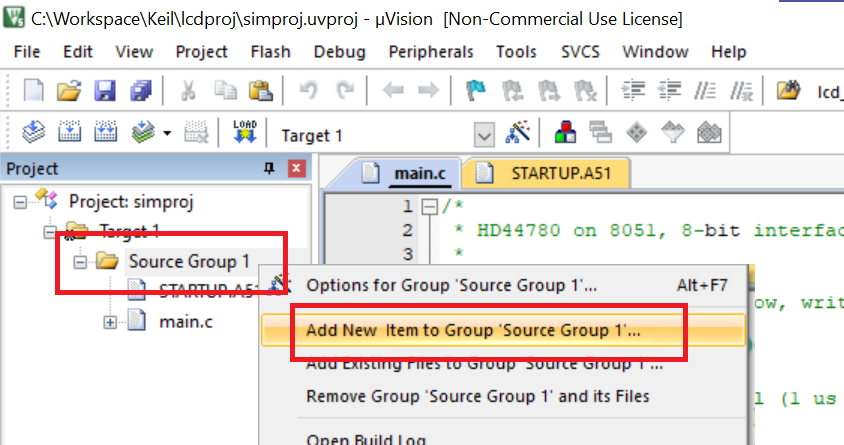 C:\Workspace\Keil\lcdproj\simproj.uvproj - µVision [Non-Commercial Use License]
File Edit View Project Flash Debug Peripherals Tools SVCS Window Help
lcd_
LOAD
Target 1
Project
main.c STARTUP.A51
Project: simproj
1 /*
Target 1
2 * HD44780 on 8051, 8-bit interfac
Source Group 1
3 *
Options for Group 'Source Group 1'... Alt+F7
STARTUP.A51
ow, writ
main.c
Add New Item to Group 'Source Group 1'...
Add Existing Files to Group 'Source Group 1'...
Remove Group 'Source Group 1' and its Files
l (1 us
Open Build Log